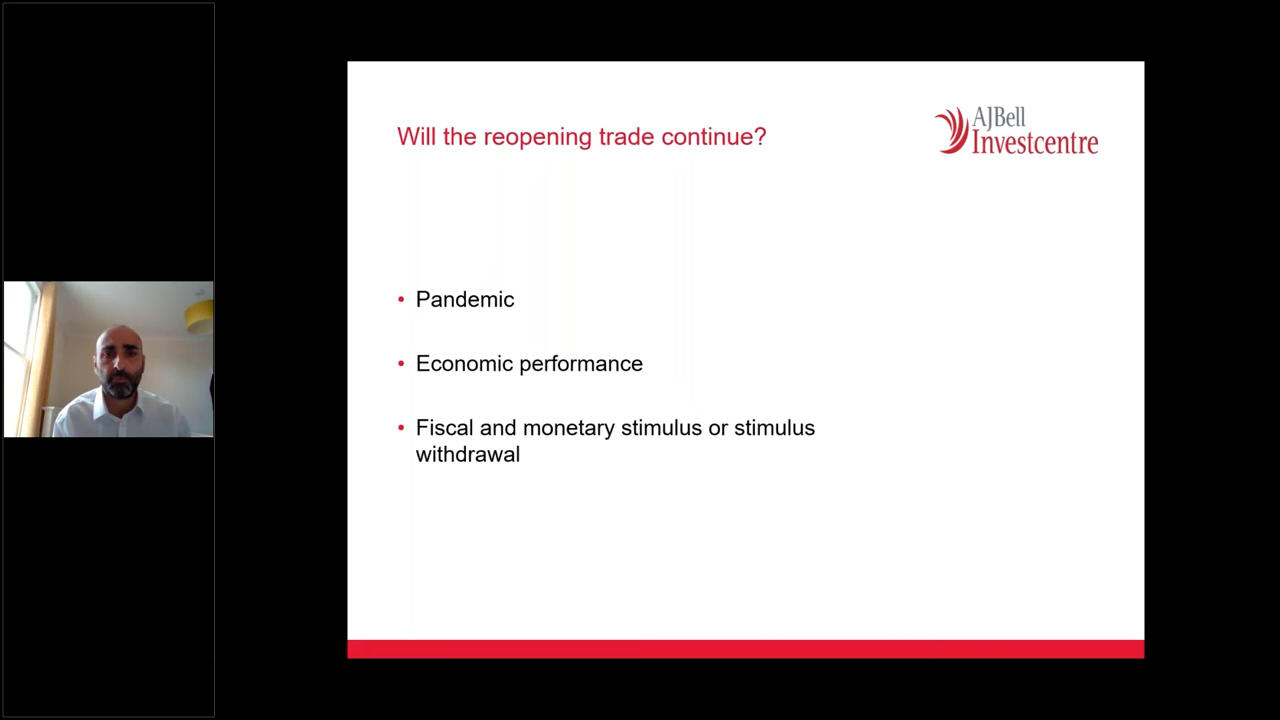 Will the reopening trade continue?
AJBell
Investcentre
• Pandemic
• Economic performance
• Fiscal and monetary stimulus or stimulus
withdrawal